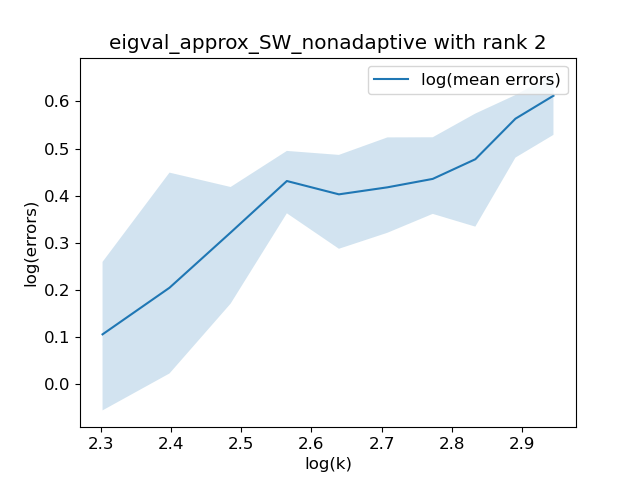 eigval_approx_SW_nonadaptive with rank 2
log(mean errors)
0.6
0.5
0.4
0.3
0.2
0.1
0.0
log(errors)
2.3 2.4 2.5 2.6 2.7 2.8 2.9
log(k)